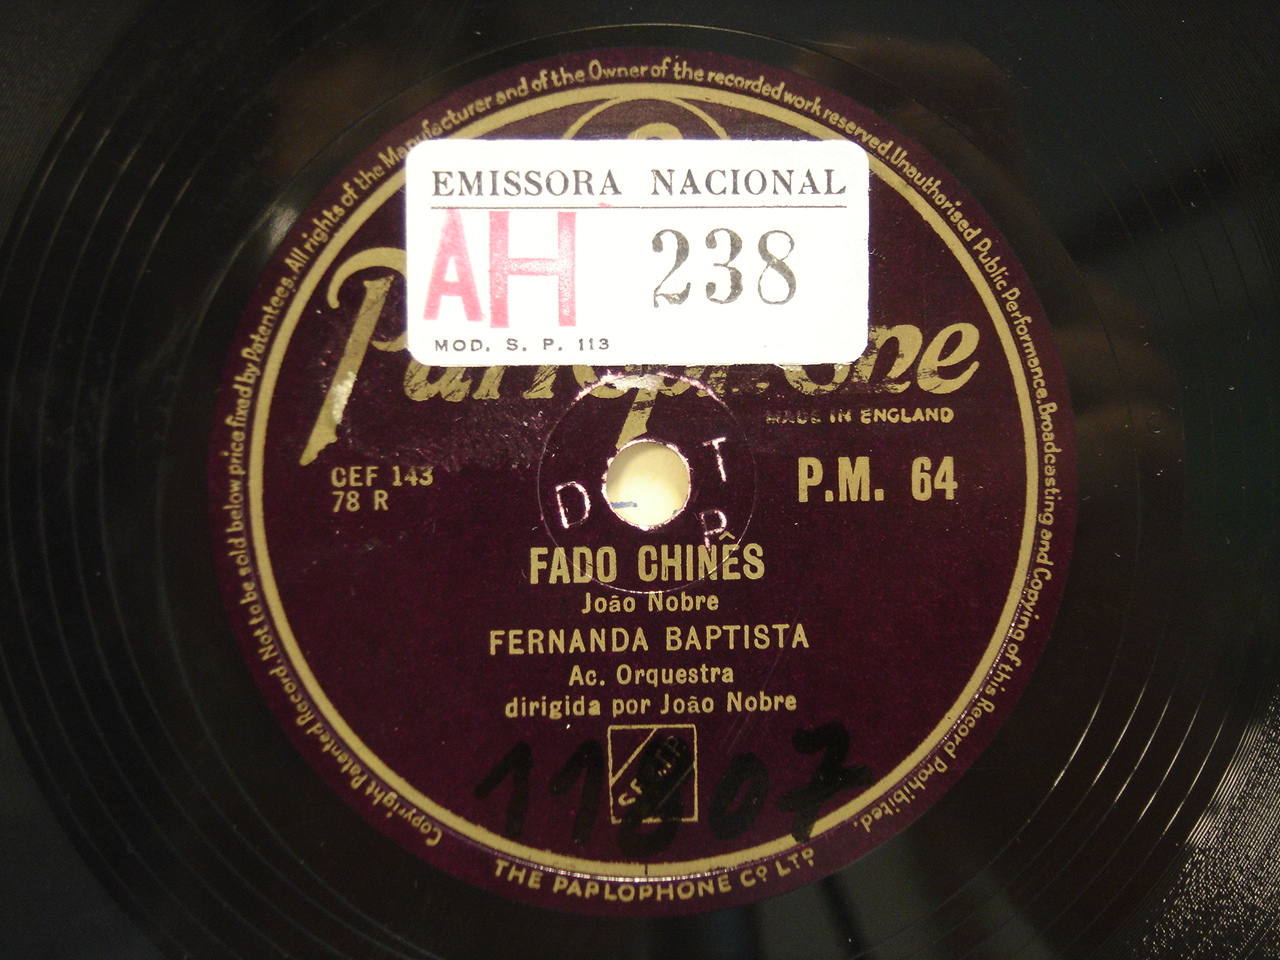 Copyright Patented Record. Not to be sold below price fixed by Patentees. All rights of the Manufacturer and of the Owner of the recorded work reserved. Unauthorised Public Performance, Broadcasting and Copying of this Record Prohibited.
EMISSORA NACIONAL
AH 238
MOD. S. P. 113
Parlophone
MADE IN ENGLAND
CEF 143
78 R
P.M. 64
D T
P
FADO CHINÊS
João Nobre
FERNANDA BAPTISTA
Ac. Orquestra
dirigida por João Nobre
11807
THE PARLOPHONE Cº LTD